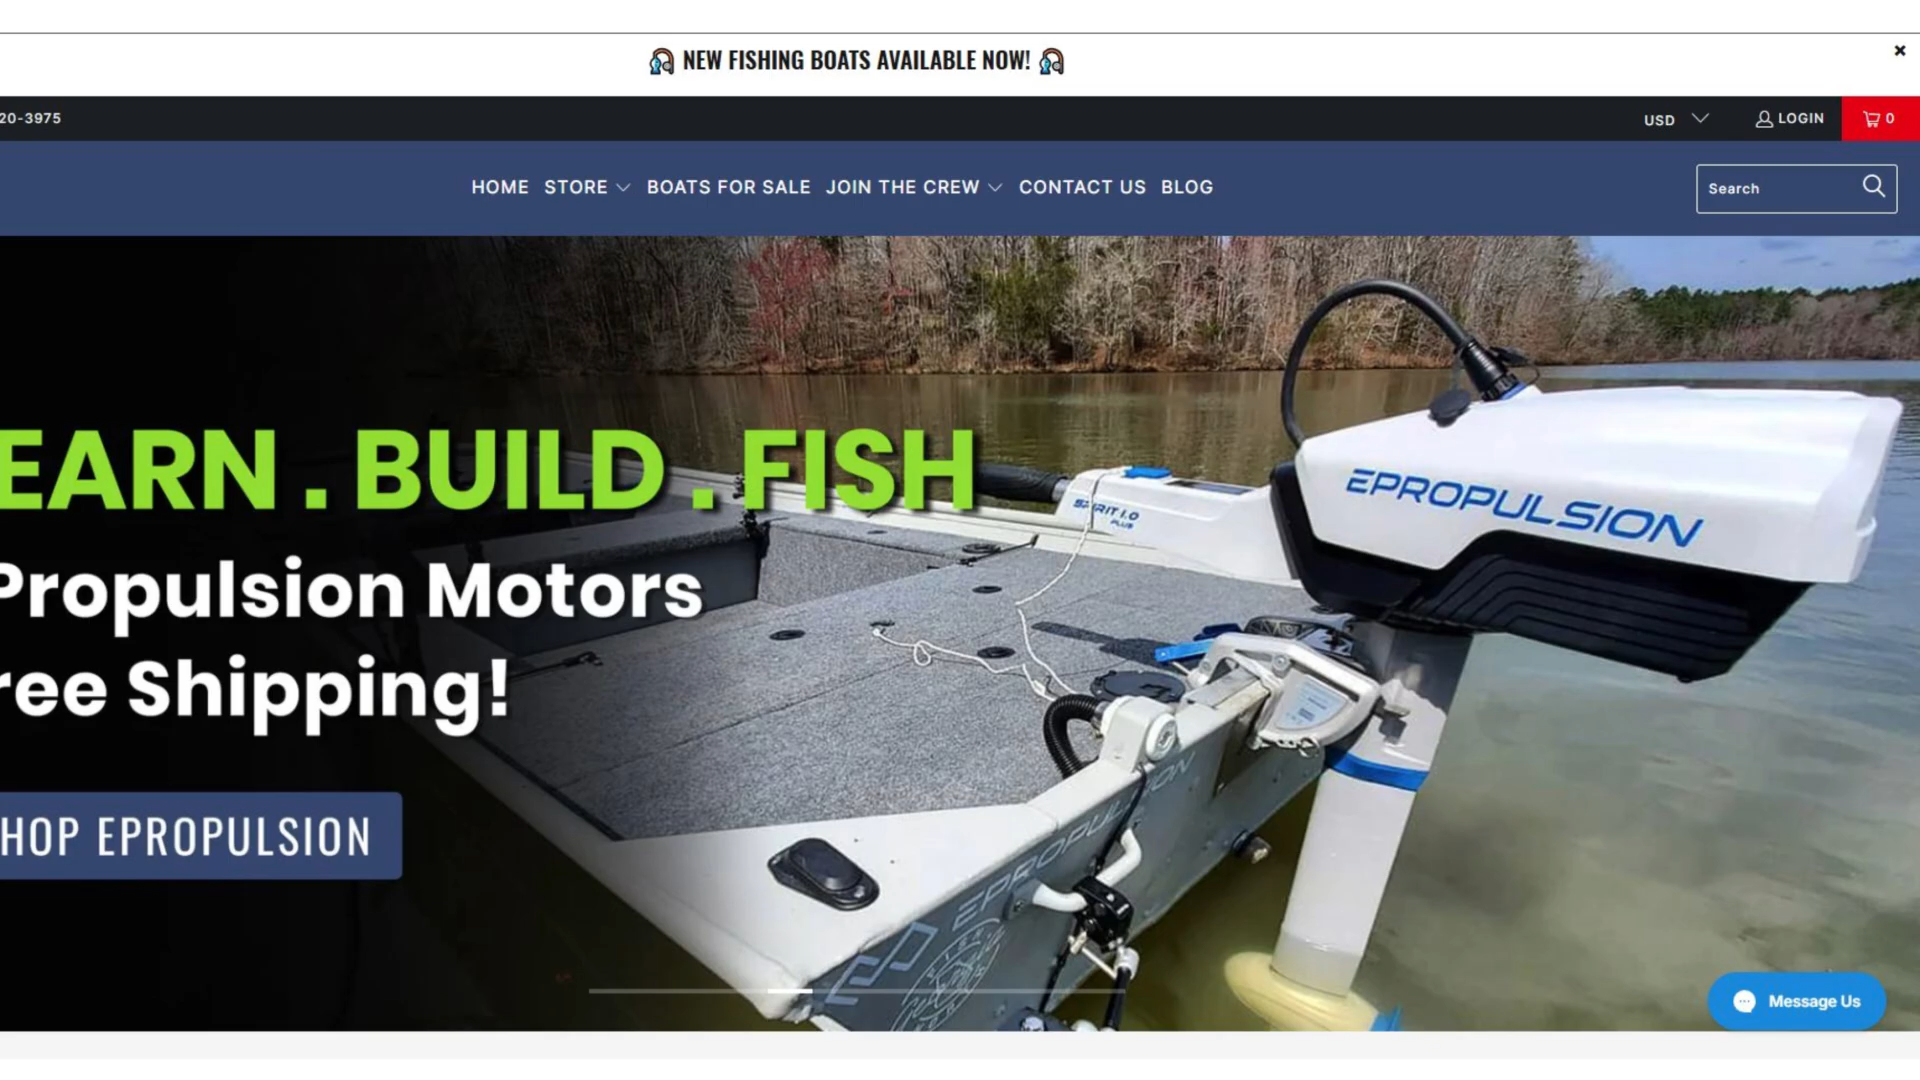 NEW FISHING BOATS AVAILABLE NOW!
20-3975
USD
LOGIN
0
HOME STORE BOATS FOR SALE JOIN THE CREW CONTACT US BLOG
Search
EARN . BUILD . FISH
Propulsion Motors
ree Shipping!
HOP EPROPULSION
SPIRIT 1.0
PLUS
EPROPULSION
EPROPULSION
Message Us